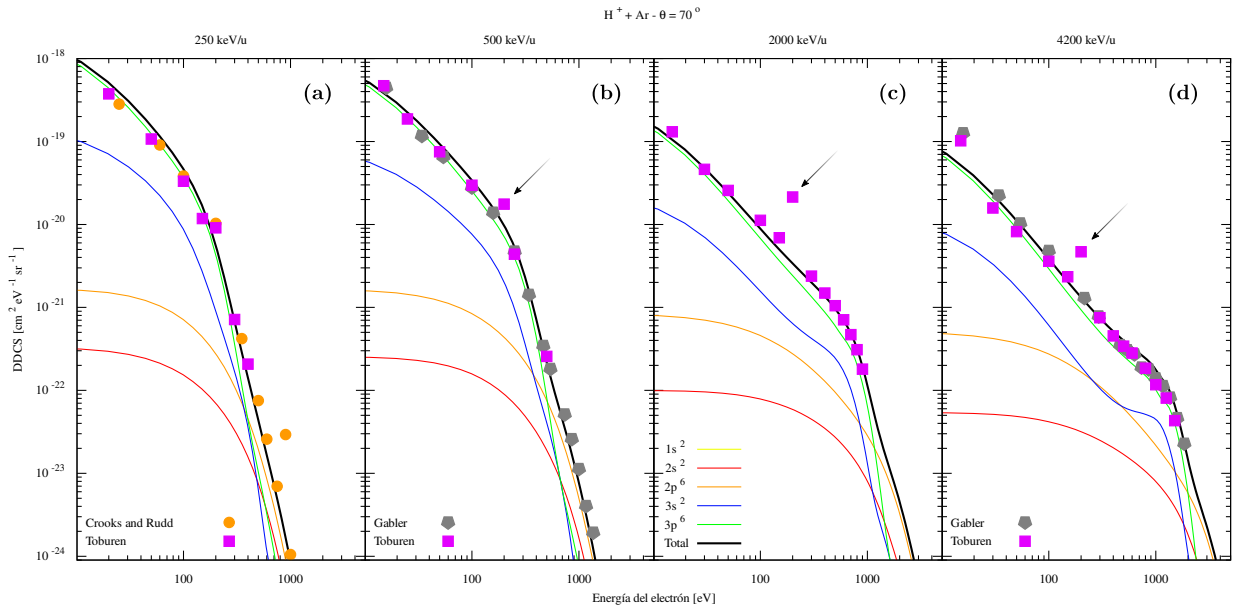 H⁺ + Ar - θ = 70°
250 keV/u
500 keV/u
2000 keV/u
4200 keV/u
(a)
(b)
(c)
(d)
DDCS [cm² eV⁻¹ sr⁻¹]
10⁻¹⁸
10⁻¹⁹
10⁻²⁰
10⁻²¹
10⁻²²
10⁻²³
10⁻²⁴
Crooks and Rudd
Toburen
Gabler
Toburen
1s²
2s²
2p⁶
3s²
3p⁶
Total
Gabler
Toburen
100 1000
100 1000
100 1000
100 1000
Energía del electrón [eV]